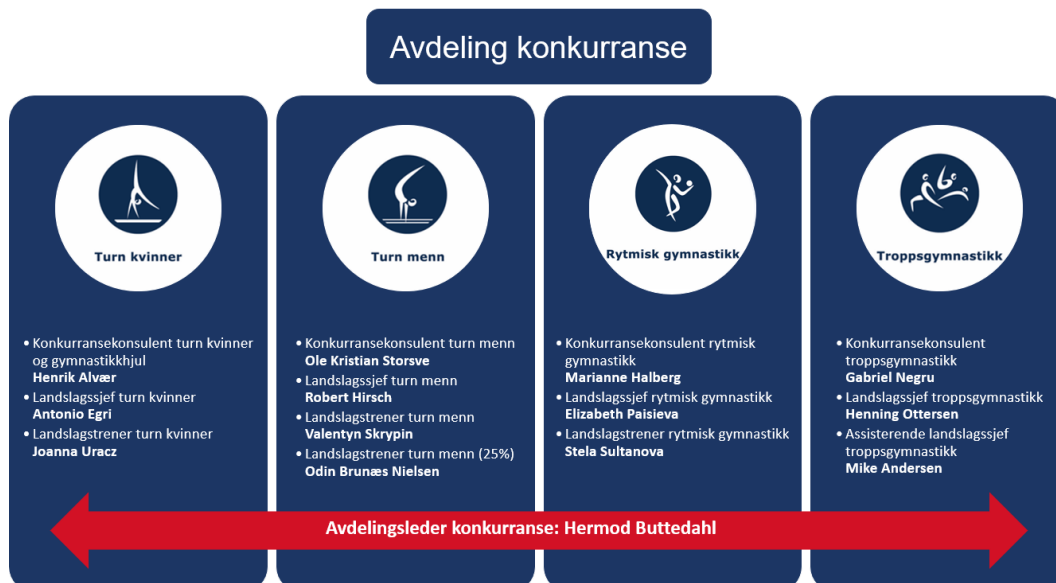 Avdeling konkurranse
Turn kvinner
• Konkurransekonsulent turn kvinner
og gymnastikkhjul
Henrik Alvær
• Landslagssjef turn kvinner
Antonio Egri
• Landslagstrener turn kvinner
Joanna Uracz
Turn menn
• Konkurransekonsulent turn menn
Ole Kristian Storsve
• Landslagssjef turn menn
Robert Hirsch
• Landslagstrener turn menn
Valentyn Skrypin
• Landslagstrener turn menn (25%)
Odin Brunæs Nielsen
Rytmisk gymnastikk
• Konkurransekonsulent rytmisk
gymnastikk
Marianne Halberg
• Landslagssjef rytmisk gymnastikk
Elizabeth Paisieva
• Landslagstrener rytmisk gymnastikk
Stela Sultanova
Troppsgymnastikk
• Konkurransekonsulent
troppsgymnastikk
Gabriel Negru
• Landslagssjef troppsgymnastikk
Henning Ottersen
• Assisterende landslagssjef
troppsgymnastikk
Mike Andersen
Avdelingsleder konkurranse: Hermod Buttedahl